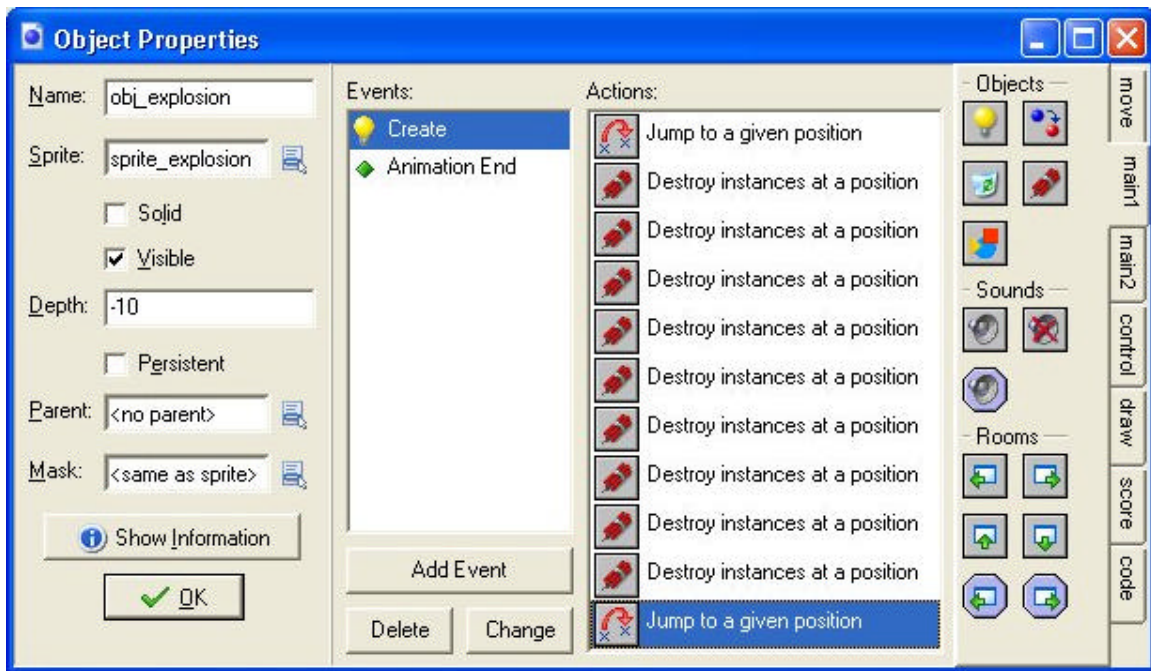 Object Properties
Name:
obj_explosion
Sprite:
sprite_explosion
Solid
Visible
Depth:
-10
Persistent
Parent:
<no parent>
Mask:
<same as sprite>
Show Information
OK
Events:
Create
Animation End
Add Event
Delete
Change
Actions:
Jump to a given position
Destroy instances at a position
Destroy instances at a position
Destroy instances at a position
Destroy instances at a position
Destroy instances at a position
Destroy instances at a position
Destroy instances at a position
Destroy instances at a position
Destroy instances at a position
Jump to a given position
Objects
Sounds
Rooms
move
main1
main2
control
draw
score
code